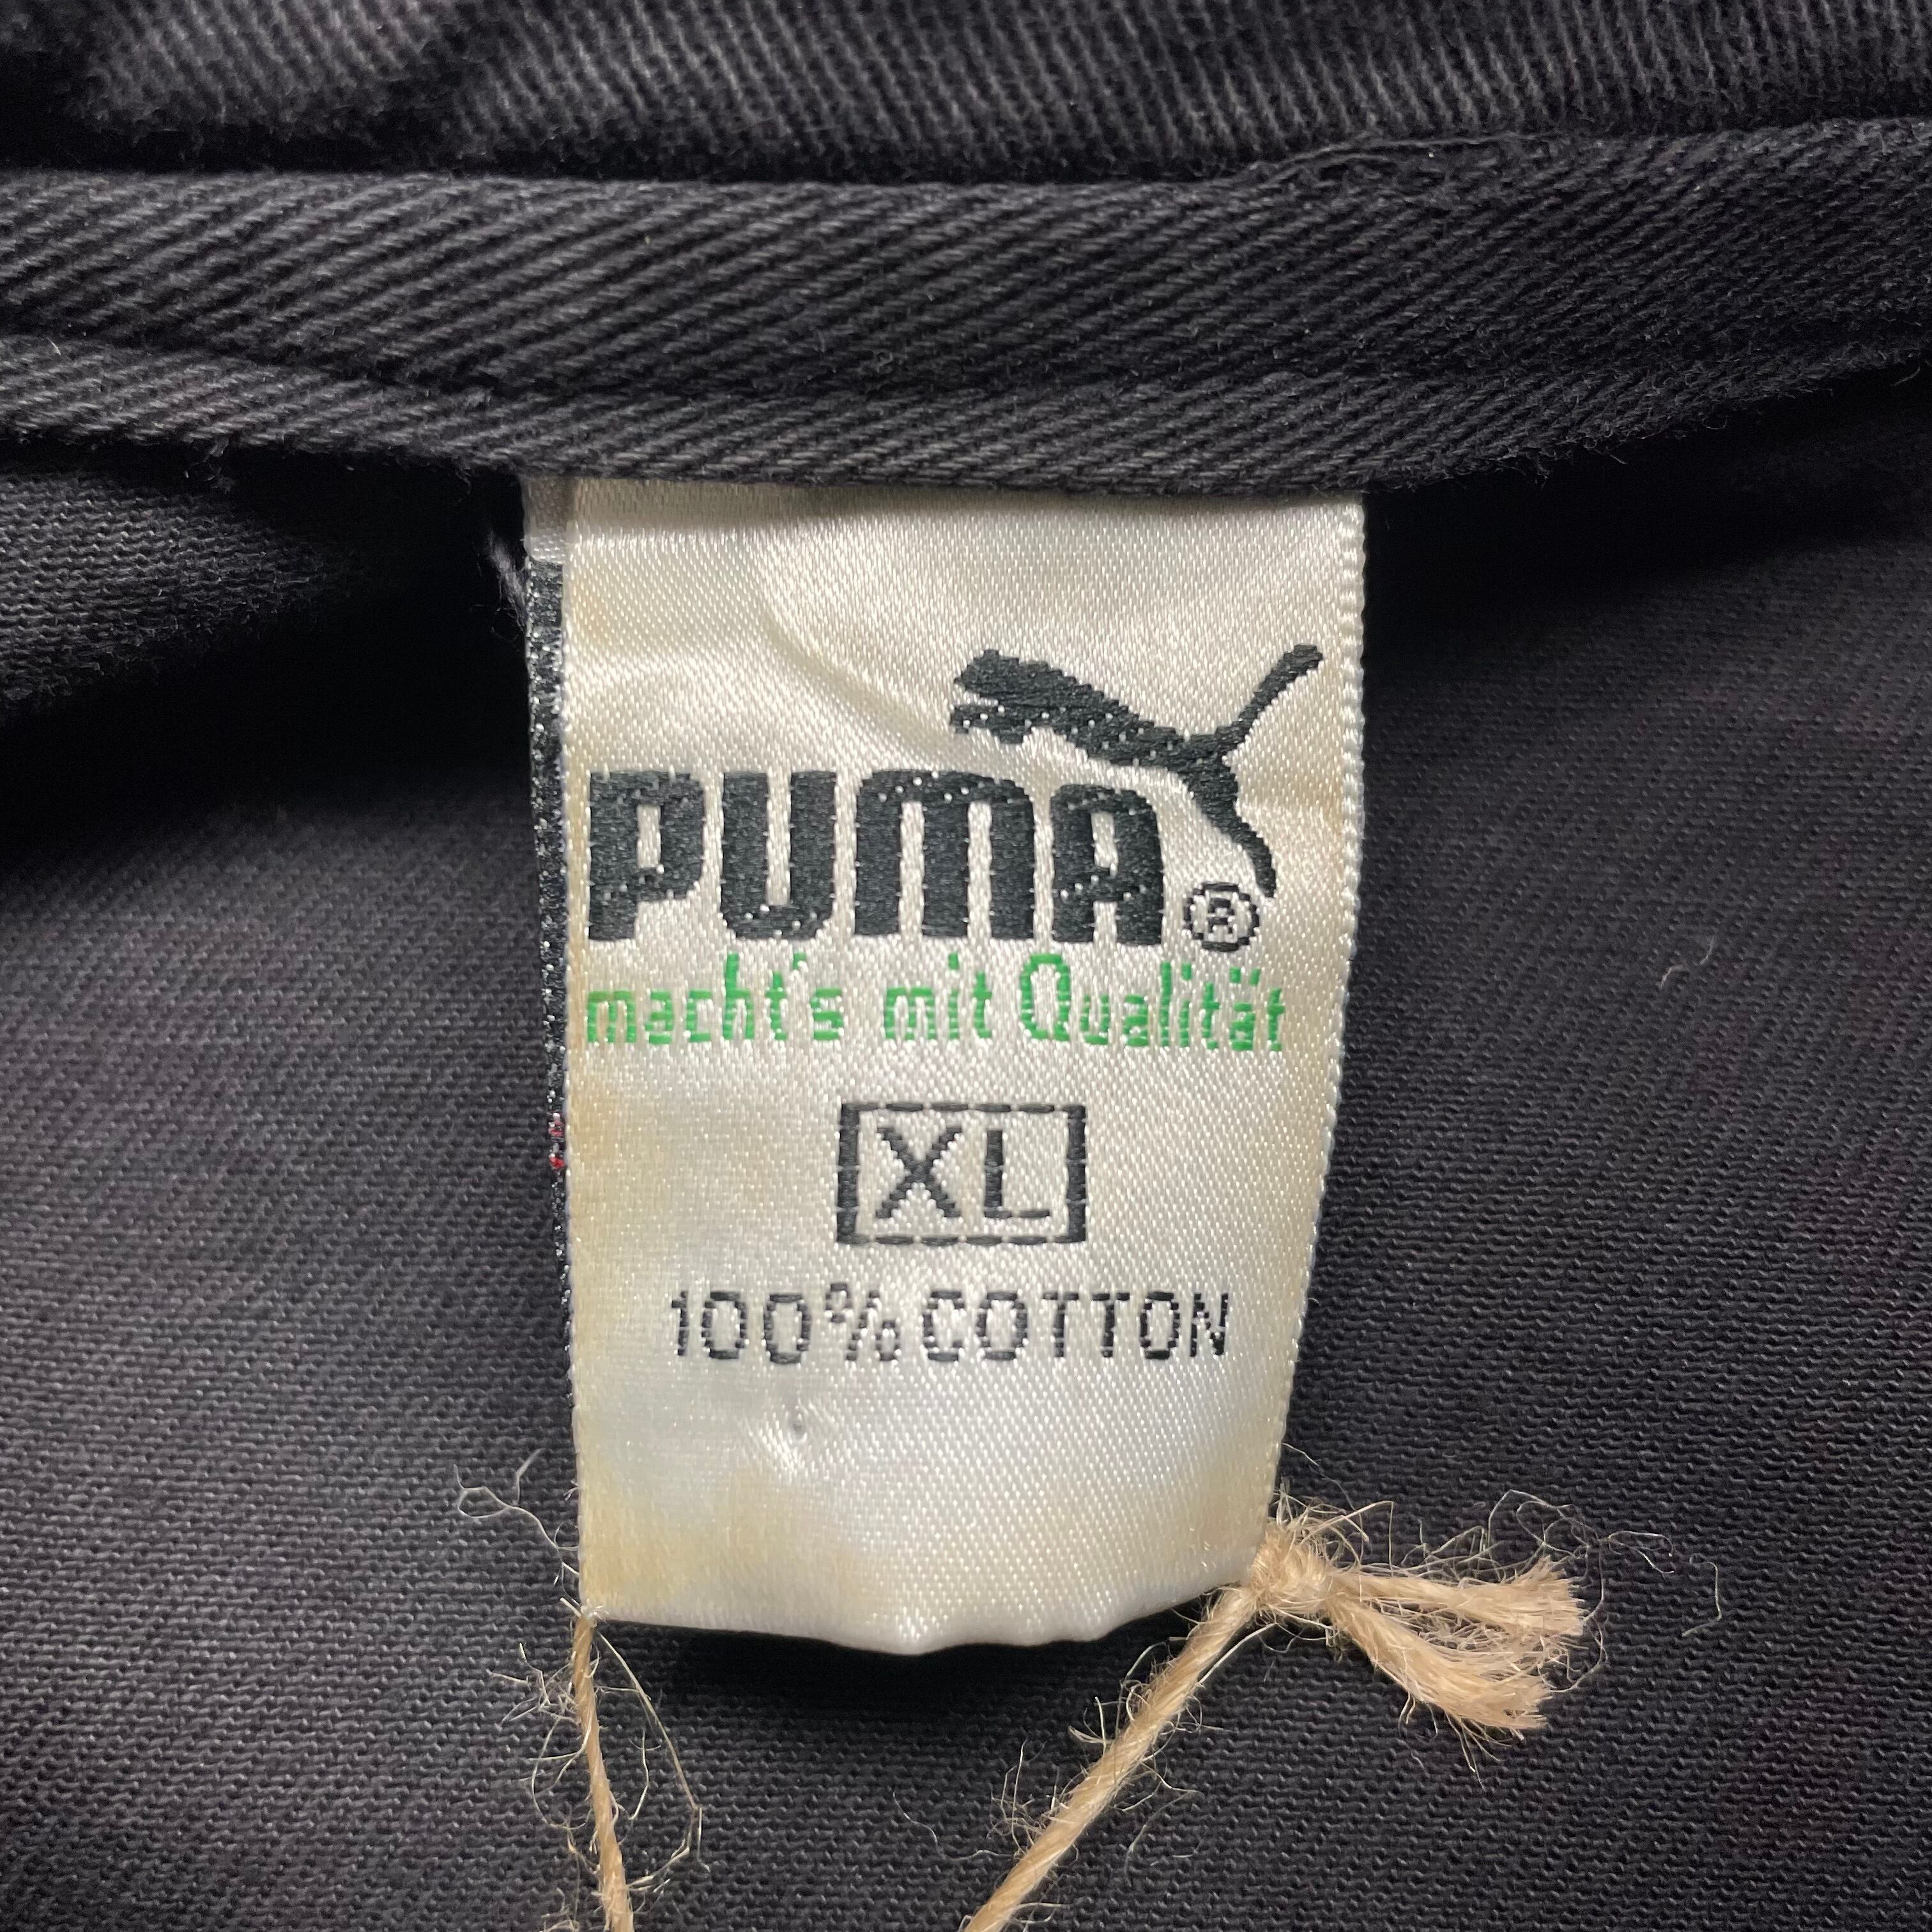 PUMA®
macht's mit Qualität
XL
100% COTTON